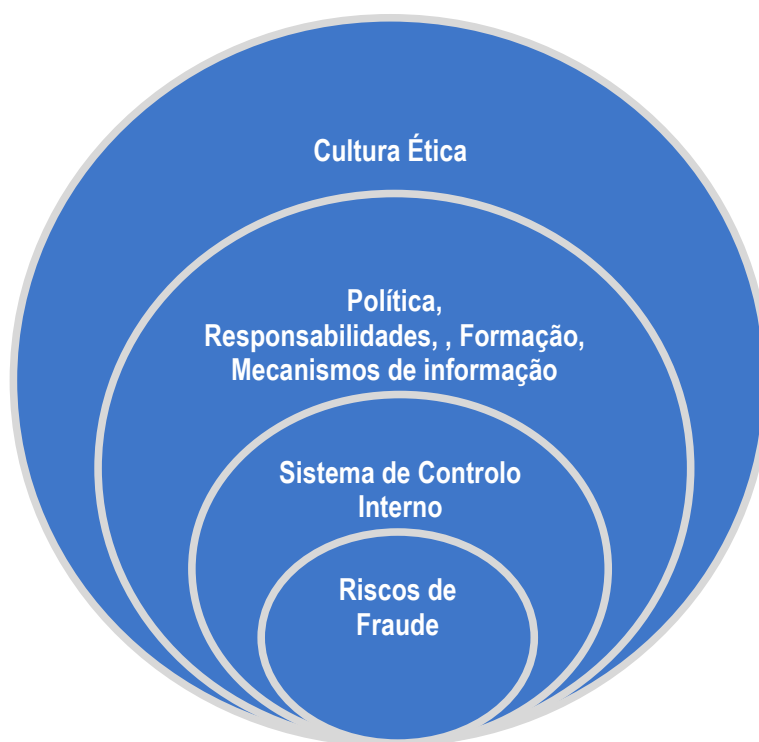 Cultura Ética
Política,
Responsabilidades, , Formação,
Mecanismos de informação
Sistema de Controlo
Interno
Riscos de
Fraude